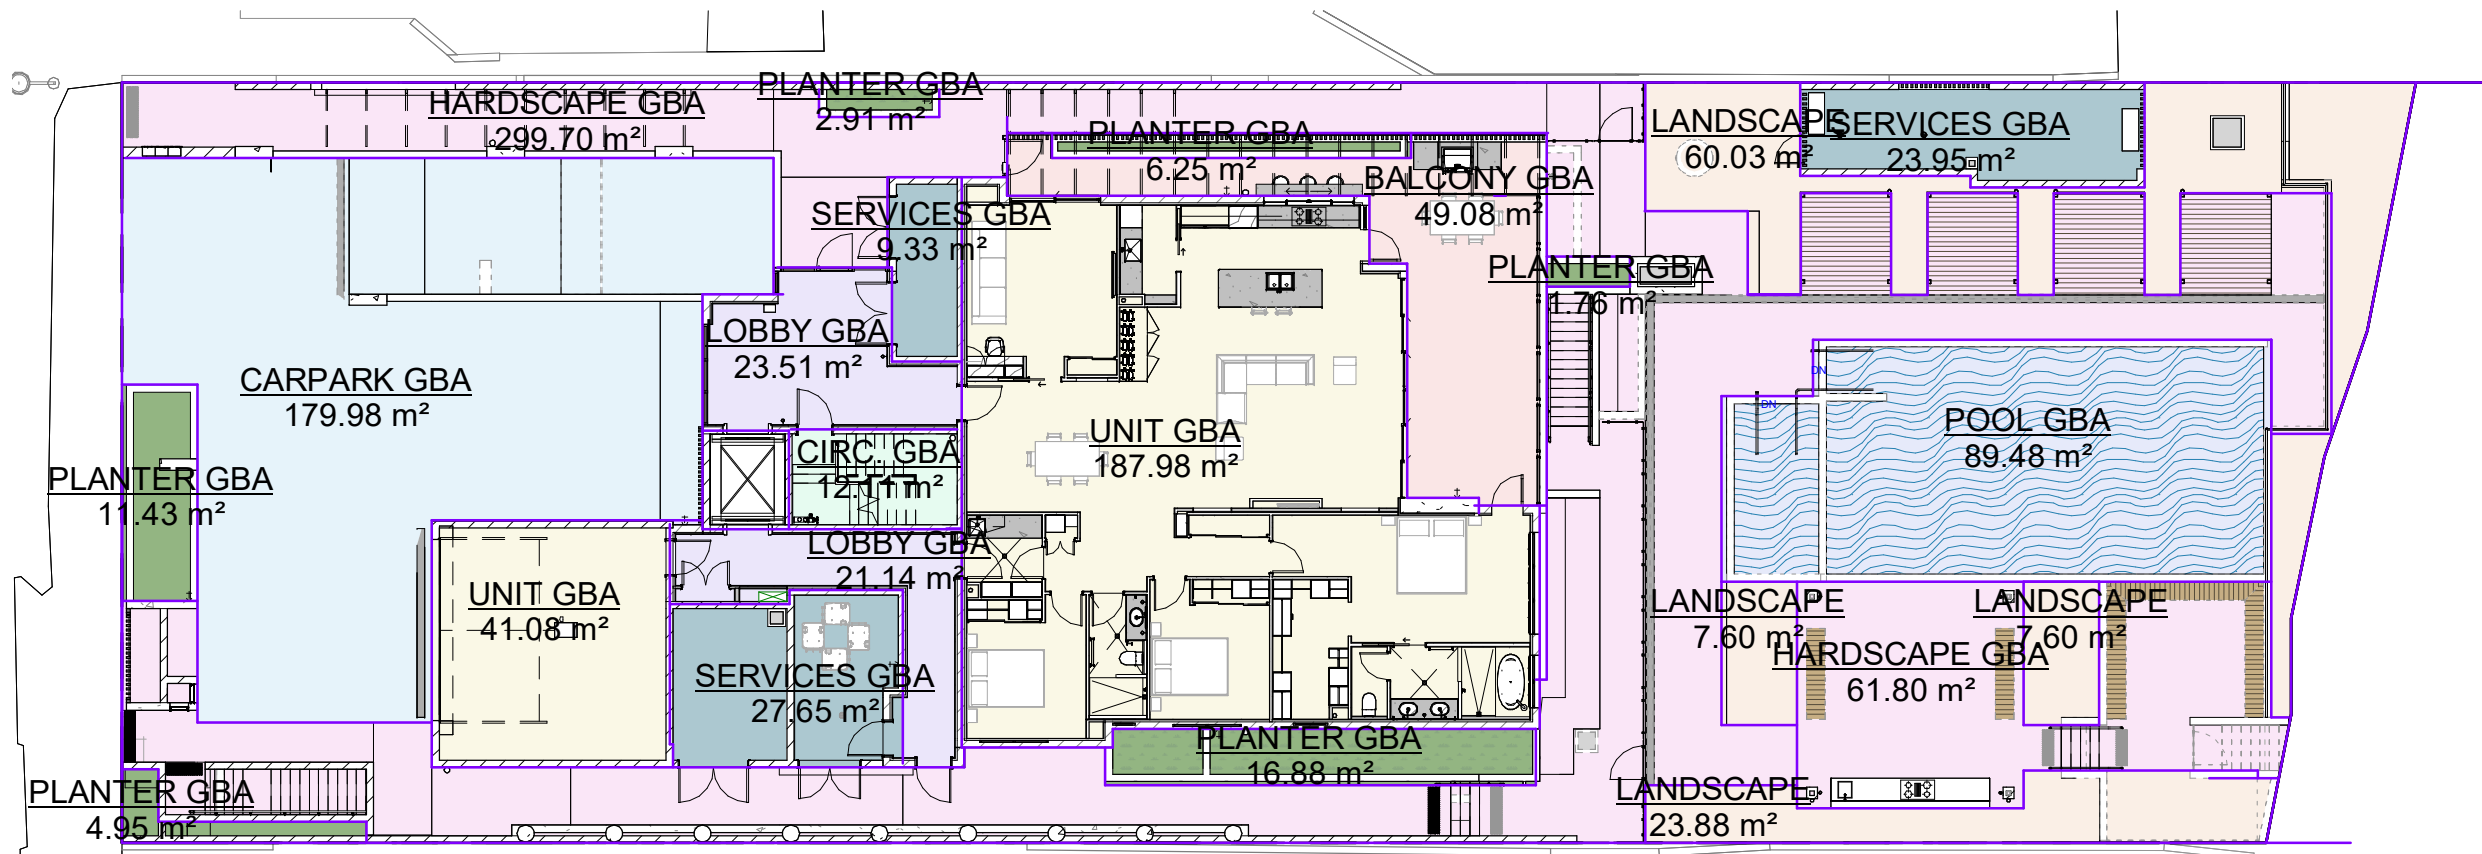 PLANTER GBA
2.91 m²
HARDSCAPE GBA
299.70 m²
PLANTER GBA
6.25 m²
LANDSCAPE
60.03 m²
SERVICES GBA
23.95 m²
BALCONY GBA
49.08 m²
SERVICES GBA
9.33 m²
PLANTER GBA
1.76 m²
LOBBY GBA
23.51 m²
CARPARK GBA
179.98 m²
DN
DN
UNIT GBA
187.98 m²
POOL GBA
89.48 m²
CIRC. GBA
12.11 m²
PLANTER GBA
11.43 m²
LOBBY GBA
21.14 m²
UNIT GBA
41.08 m²
LANDSCAPE
7.60 m²
LANDSCAPE
7.60 m²
HARDSCAPE GBA
61.80 m²
SERVICES GBA
27.65 m²
PLANTER GBA
16.88 m²
PLANTER GBA
4.95 m²
LANDSCAPE
23.88 m²